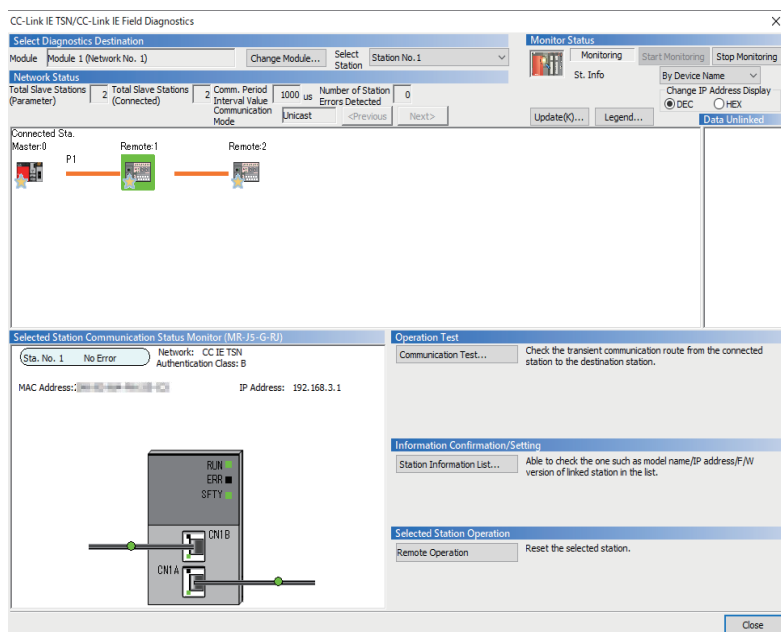 CC-Link IE TSN/CC-Link IE Field Diagnostics
Select Diagnostics Destination
Module Module 1 (Network No. 1) Change Module... Select Station Station No.1
Monitor Status
Monitoring Start Monitoring Stop Monitoring
St. Info By Device Name
Change IP Address Display
DEC HEX
Update(K)... Legend...
Network Status
Total Slave Stations (Parameter) 2 Total Slave Stations (Connected) 2 Comm. Period Interval Value 1000 us Number of Station Errors Detected 0
Communication Mode Unicast <Previous Next>
Data Unlinked
Connected Sta.
Master:0 Remote:1 Remote:2
P1
Selected Station Communication Status Monitor (MR-J5-G-RJ)
Sta. No. 1 No Error Network: CC IE TSN
Authentication Class: B
MAC Address: IP Address: 192.168.3.1
RUN
ERR
SFTY
CN1B
CN1A
Operation Test
Communication Test... Check the transient communication route from the connected
station to the destination station.
Information Confirmation/Setting
Station Information List... Able to check the one such as model name/IP address/F/W
version of linked station in the list.
Selected Station Operation
Remote Operation Reset the selected station.
Close